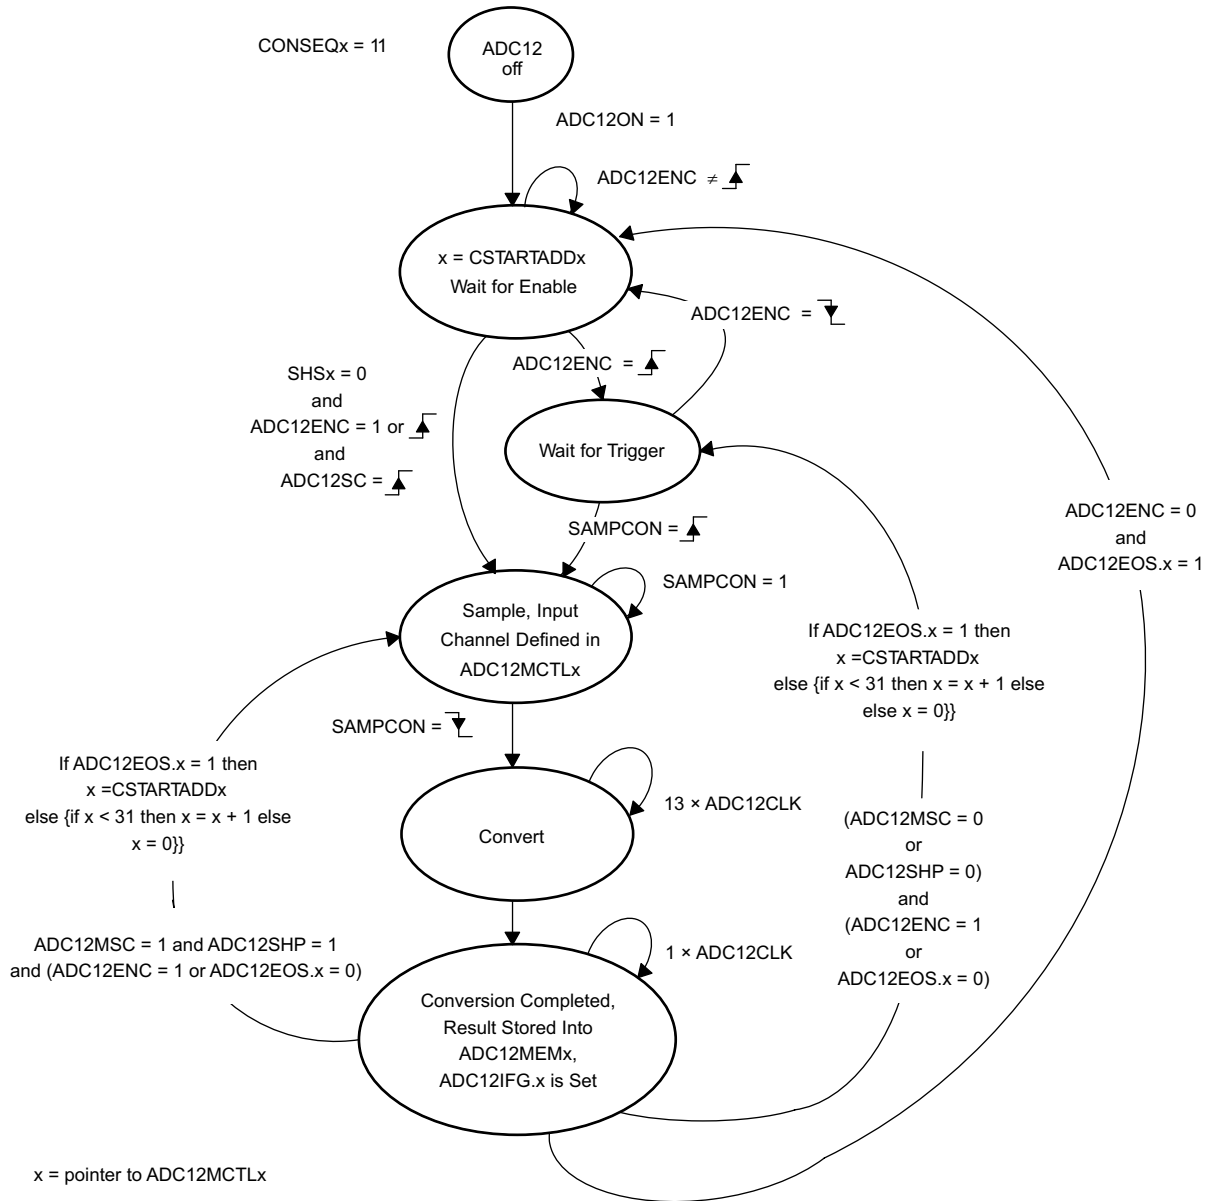 CONSEQx = 11
ADC12
off
ADC12ON = 1
ADC12ENC ≠
x = CSTARTADDx
Wait for Enable
ADC12ENC =
ADC12ENC =
SHSx = 0
and
ADC12ENC = 1 or
and
ADC12SC =
Wait for Trigger
SAMPCON =
ADC12ENC = 0
and
ADC12EOS.x = 1
SAMPCON = 1
Sample, Input
Channel Defined in
ADC12MCTLx
If ADC12EOS.x = 1 then
x =CSTARTADDx
else {if x < 31 then x = x + 1 else
else x = 0}}
SAMPCON =
If ADC12EOS.x = 1 then
x =CSTARTADDx
else {if x < 31 then x = x + 1 else
x = 0}}
13 × ADC12CLK
Convert
(ADC12MSC = 0
or
ADC12SHP = 0)
and
(ADC12ENC = 1
or
ADC12EOS.x = 0)
ADC12MSC = 1 and ADC12SHP = 1
and (ADC12ENC = 1 or ADC12EOS.x = 0)
1 × ADC12CLK
Conversion Completed,
Result Stored Into
ADC12MEMx,
ADC12IFG.x is Set
x = pointer to ADC12MCTLx